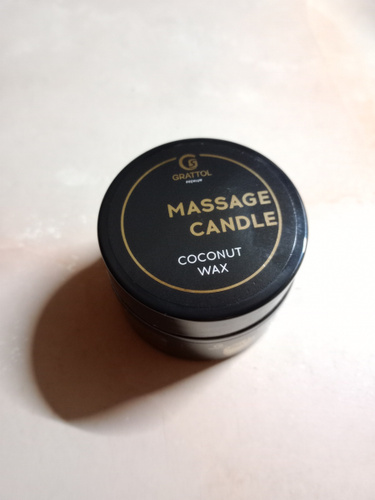 GRATTOL
PREMIUM
MASSAGE
CANDLE
COCONUT
WAX